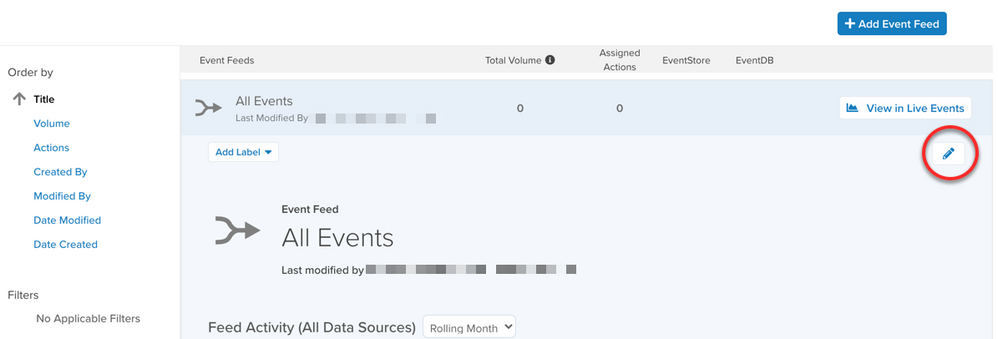 Add Event Feed
Order by
Title
Volume
Actions
Created By
Modified By
Date Modified
Date Created
Filters
No Applicable Filters
Event Feeds Total Volume Assigned Actions EventStore EventDB
All Events 0 0 View in Live Events
Last Modified By
Add Label
Event Feed
All Events
Last modified by
Feed Activity (All Data Sources) Rolling Month